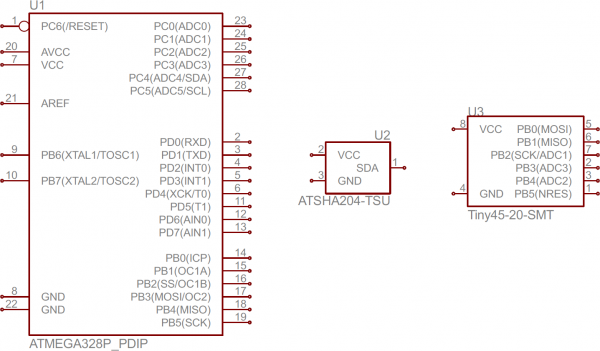 U1
1 PC6(/RESET) PC0(ADC0) 23
PC1(ADC1) 24
20 AVCC PC2(ADC2) 25
7 VCC PC3(ADC3) 26
PC4(ADC4/SDA) 27
PC5(ADC5/SCL) 28
21 AREF
PD0(RXD) 2
9 PB6(XTAL1/TOSC1) PD1(TXD) 3
PD2(INT0) 4
10 PB7(XTAL2/TOSC2) PD3(INT1) 5
PD4(XCK/T0) 6
PD5(T1) 11
PD6(AIN0) 12
PD7(AIN1) 13
PB0(ICP) 14
PB1(OC1A) 15
PB2(SS/OC1B) 16
8 GND PB3(MOSI/OC2) 17
22 GND PB4(MISO) 18
PB5(SCK) 19
ATMEGA328P_PDIP
U2
2 VCC
SDA 1
3 GND
ATSHA204-TSU
U3
8 VCC PB0(MOSI) 5
PB1(MISO) 6
PB2(SCK/ADC1) 7
PB3(ADC3) 2
PB4(ADC2) 3
4 GND PB5(NRES) 1
Tiny45-20-SMT